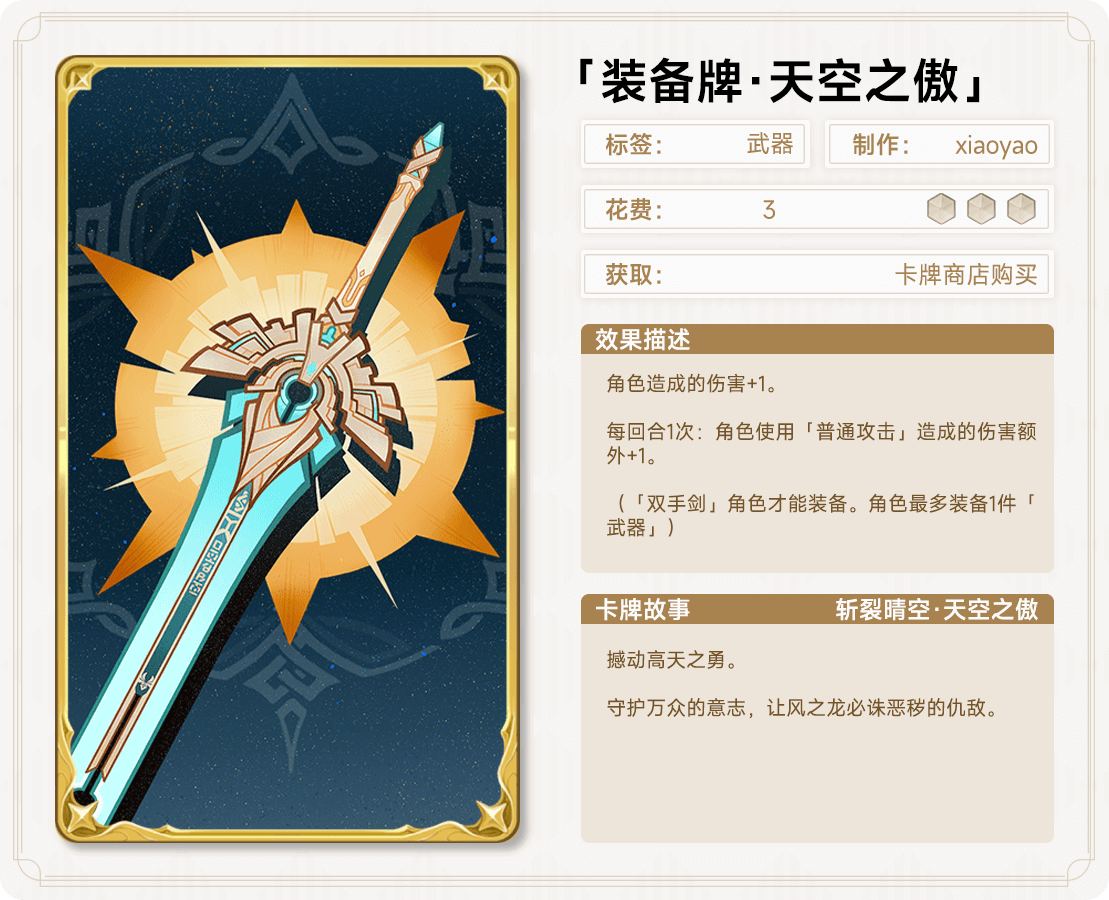 「装备牌·天空之傲」
标签： 武器
制作： xiaoyao
花费： 3
获取： 卡牌商店购买
效果描述
角色造成的伤害+1。
每回合1次：角色使用「普通攻击」造成的伤害额
外+1。
（「双手剑」角色才能装备。角色最多装备1件「
武器」）
卡牌故事 斩裂晴空·天空之傲
撼动高天之勇。
守护万众的意志，让风之龙必诛恶秽的仇敌。